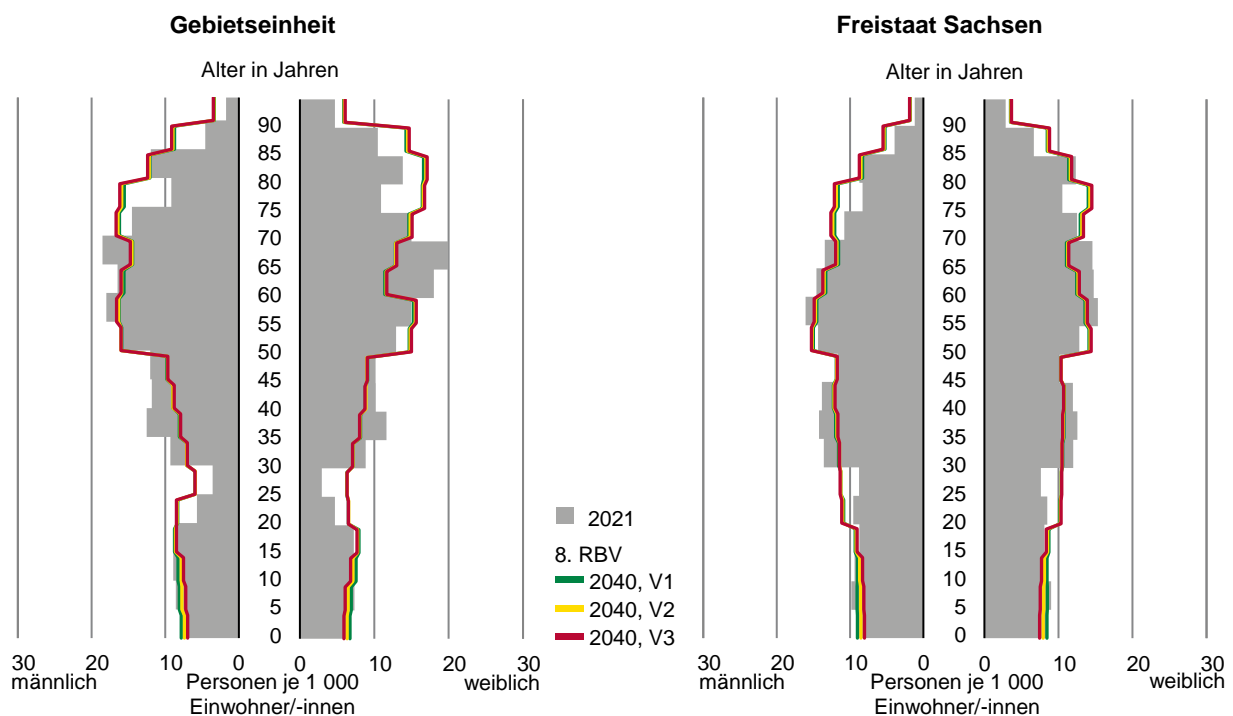 Gebietseinheit
Alter in Jahren
90
85
80
75
70
65
60
55
50
45
40
35
30
25
20
15
10
5
0
30 20 10 0 0 10 20 30
männlich Personen je 1 000 weiblich
Einwohner/-innen
2021
8. RBV
2040, V1
2040, V2
2040, V3
Freistaat Sachsen
Alter in Jahren
90
85
80
75
70
65
60
55
50
45
40
35
30
25
20
15
10
5
0
30 20 10 0 0 10 20 30
männlich Personen je 1 000 weiblich
Einwohner/-innen